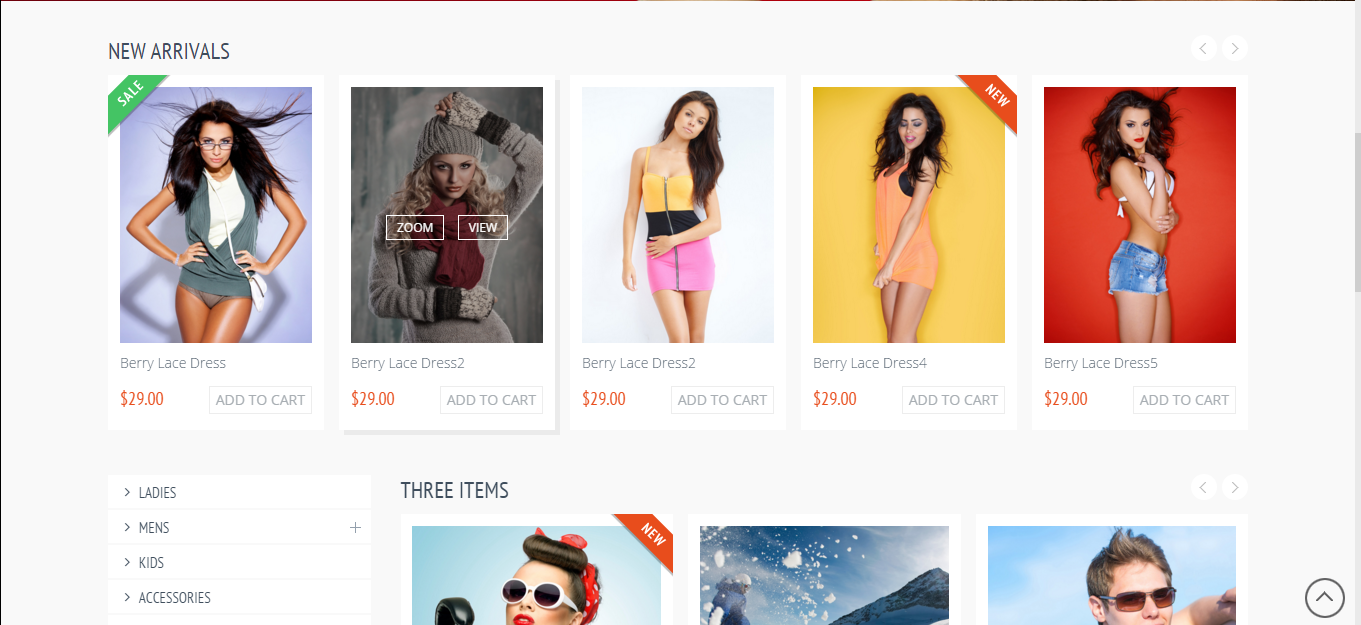 NEW ARRIVALS
SALE
NEW
ZOOM VIEW
Berry Lace Dress
Berry Lace Dress2
Berry Lace Dress2
Berry Lace Dress4
Berry Lace Dress5
$29.00 ADD TO CART
$29.00 ADD TO CART
$29.00 ADD TO CART
$29.00 ADD TO CART
$29.00 ADD TO CART
LADIES
MENS
KIDS
ACCESSORIES
THREE ITEMS
NEW